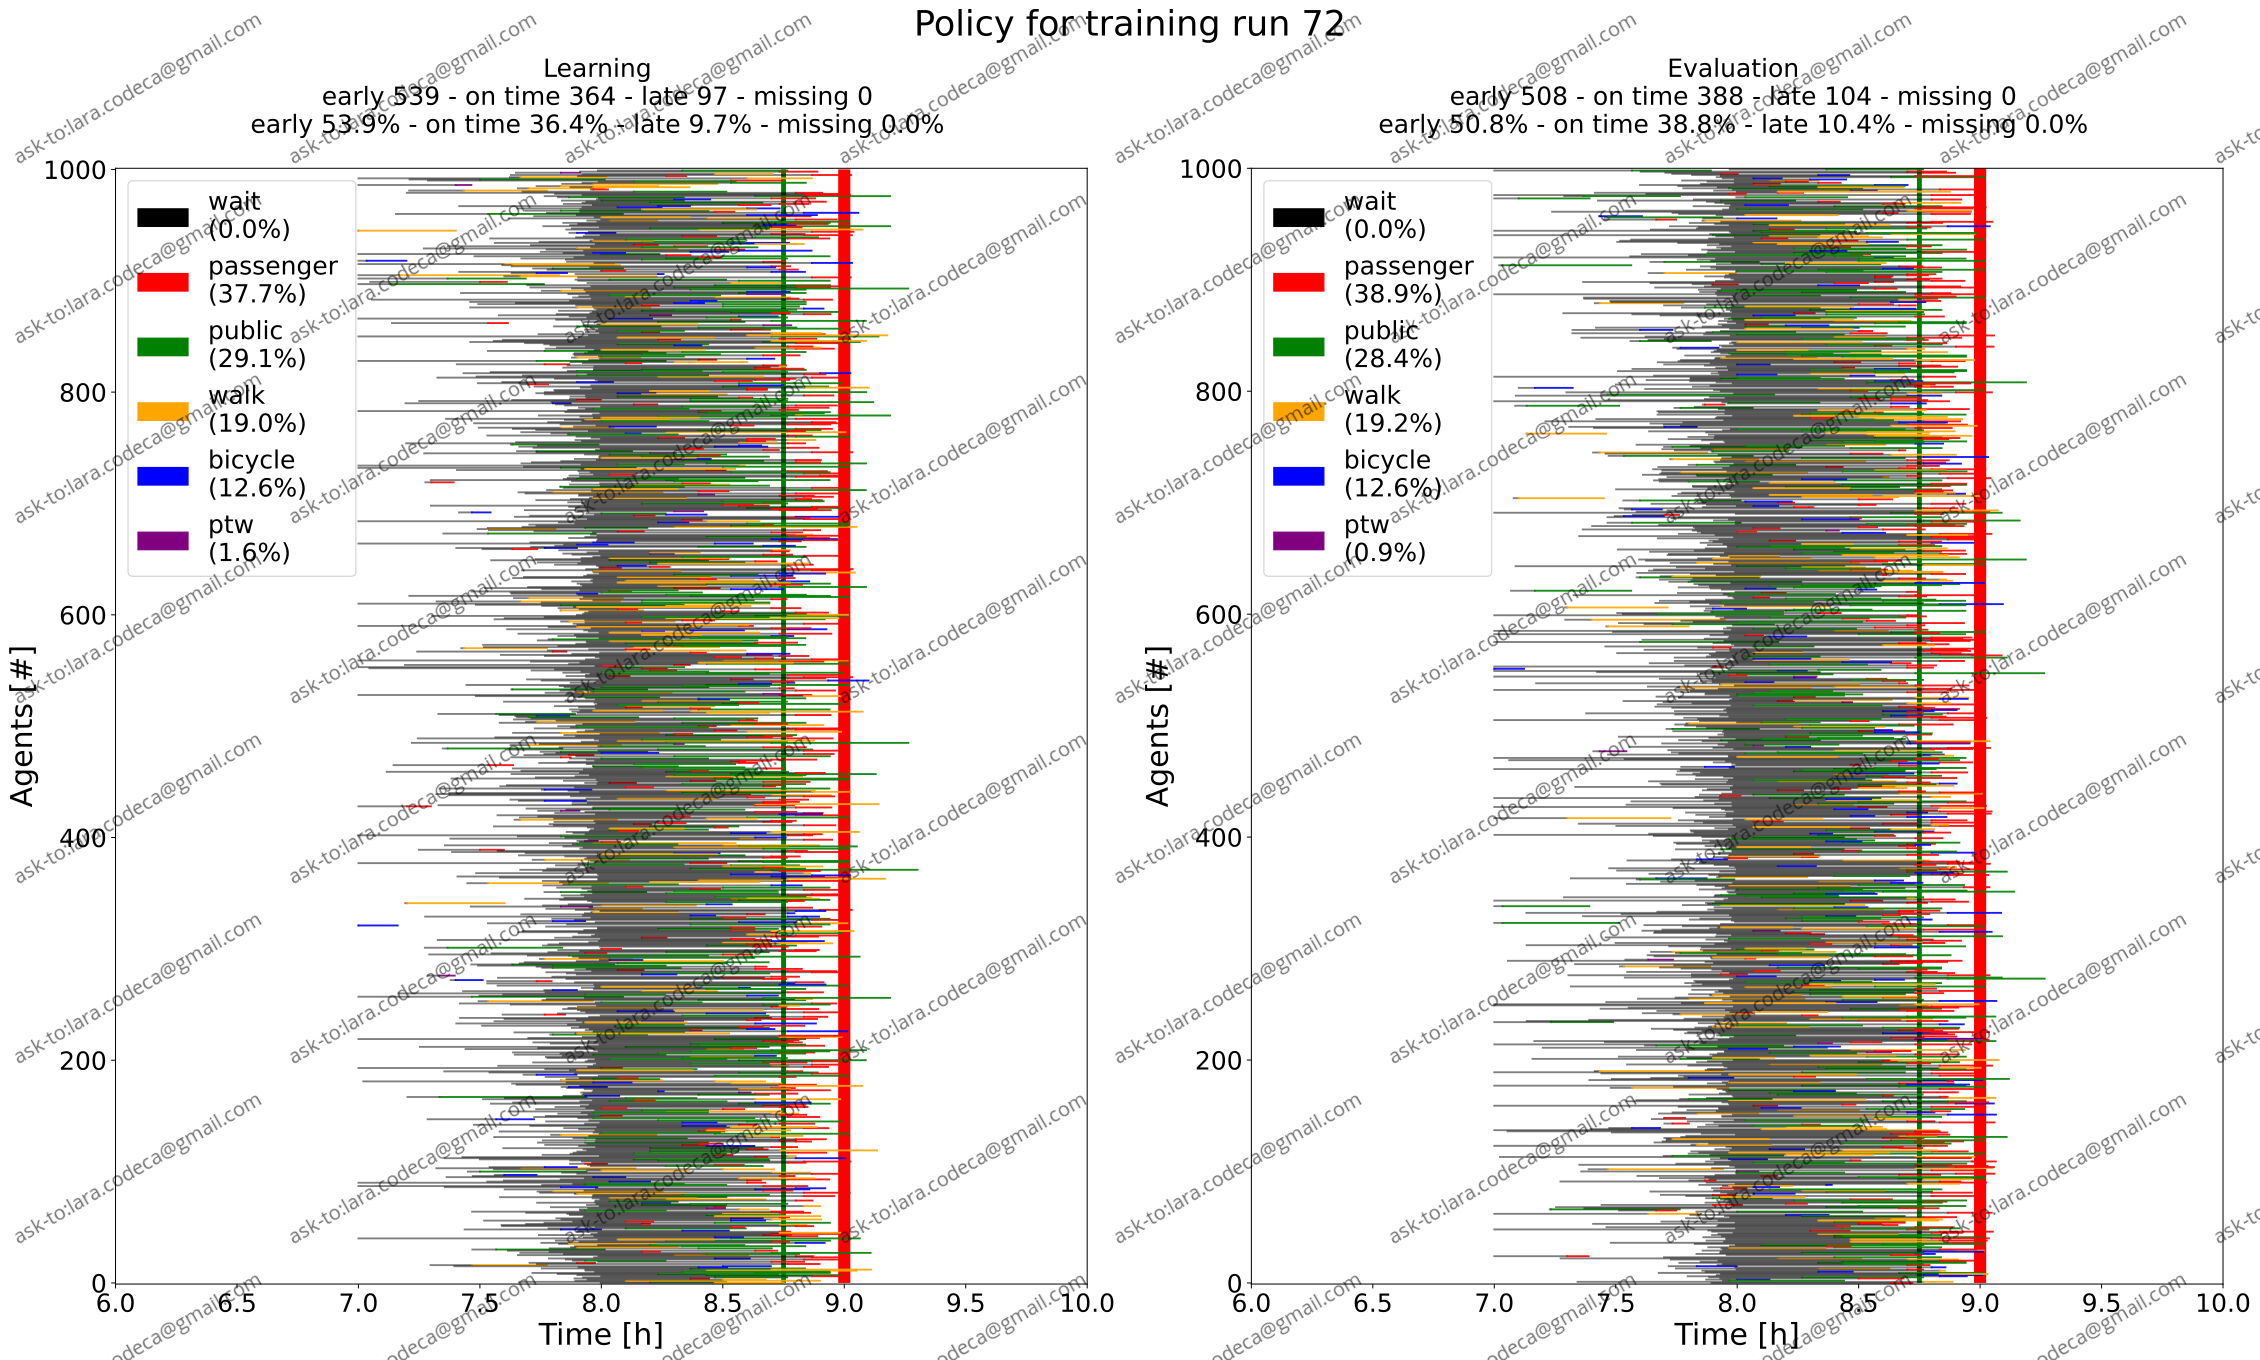 Policy for training run 72
Learning
early 539 - on time 364 - late 97 - missing 0
early 53.9% - on time 36.4% - late 9.7% - missing 0.0%
Agents [#]
1000
800
600
400
200
0
wait
(0.0%)
passenger
(37.7%)
public
(29.1%)
walk
(19.0%)
bicycle
(12.6%)
ptw
(1.6%)
6.0 6.5 7.0 7.5 8.0 8.5 9.0 9.5 10.0
Time [h]
Evaluation
early 508 - on time 388 - late 104 - missing 0
early 50.8% - on time 38.8% - late 10.4% - missing 0.0%
Agents [#]
1000
800
600
400
200
0
wait
(0.0%)
passenger
(38.9%)
public
(28.4%)
walk
(19.2%)
bicycle
(12.6%)
ptw
(0.9%)
6.0 6.5 7.0 7.5 8.0 8.5 9.0 9.5 10.0
Time [h]
ask-to:lara.codeca@gmail.com